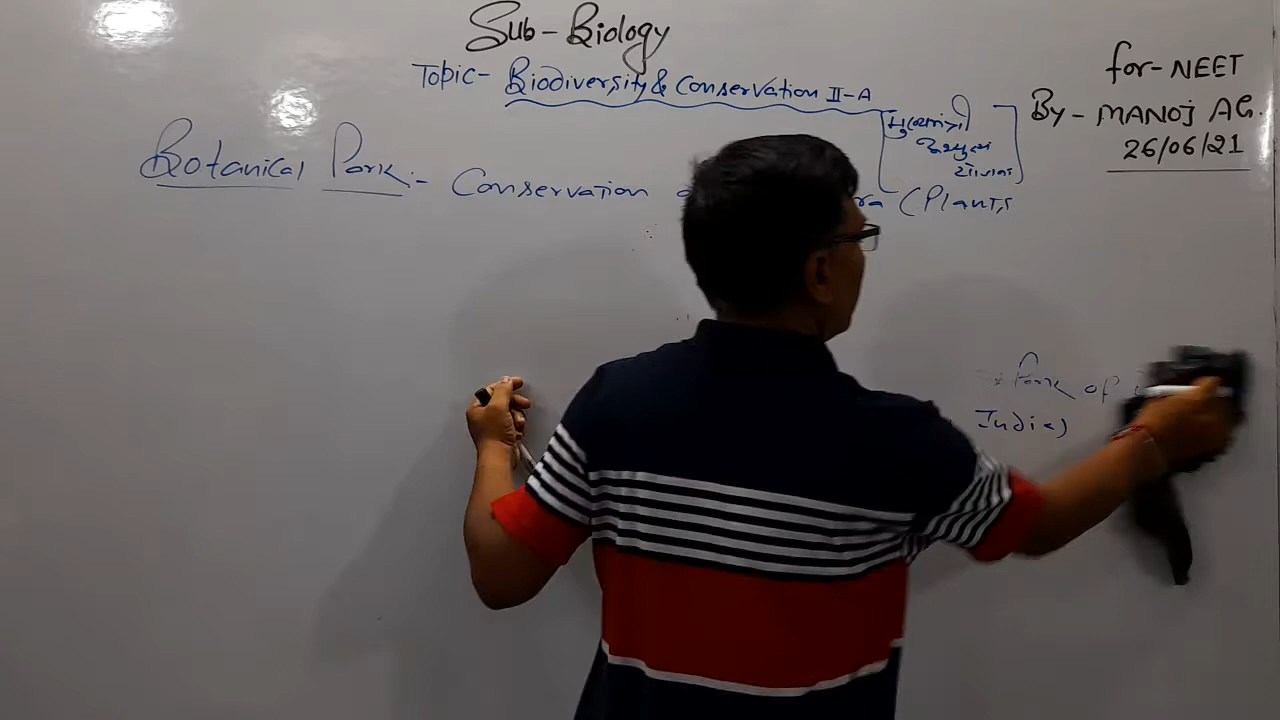 Sub - Biology
Topic - Biodiversity & Conservation II-A
for - NEET
By - MANOJ AG.
26/06/21
Botanical Park :- Conservation ra (Plants
Park of
India)